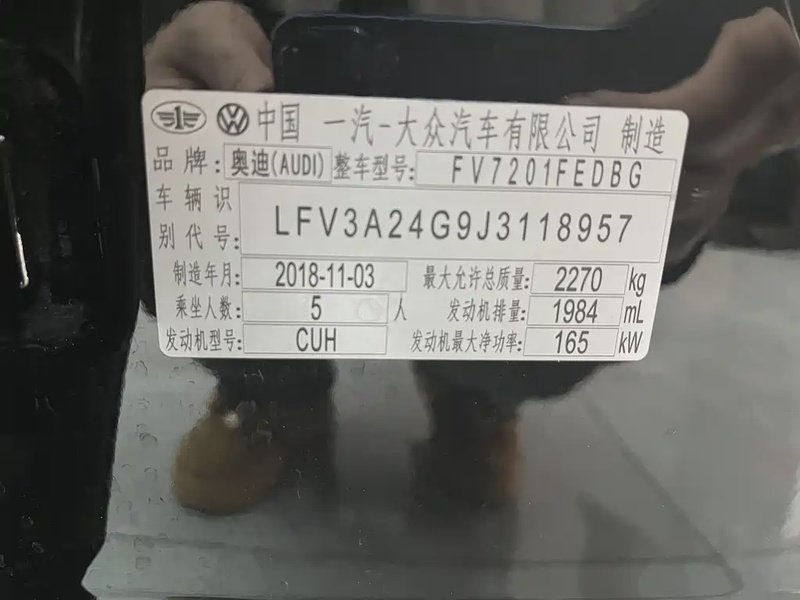 中国 一汽-大众汽车有限公司 制造
品牌: 奥迪(AUDI) 整车型号: FV7201FEDBG
车辆识别代号: LFV3A24G9J3118957
制造年月: 2018-11-03 最大允许总质量: 2270 kg
乘坐人数: 5 人 发动机排量: 1984 mL
发动机型号: CUH 发动机最大净功率: 165 kW